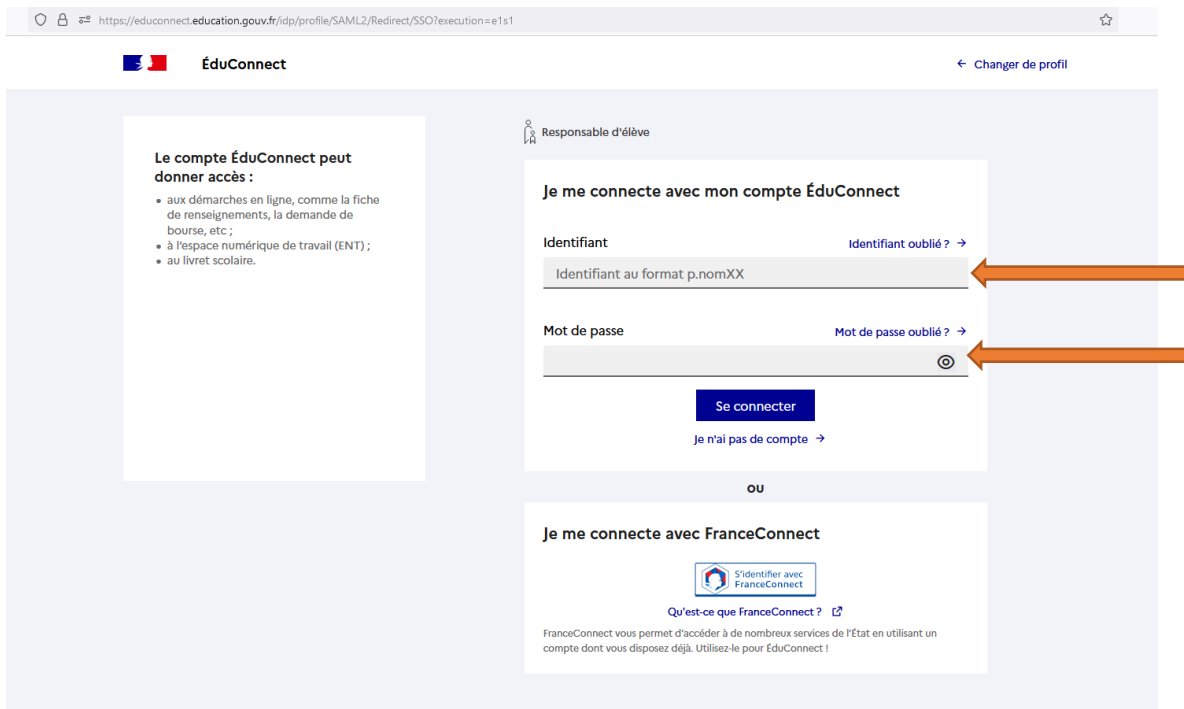 https://educonnect.education.gouv.fr/idp/profile/SAML2/Redirect/SSO?execution=e1s1
ÉduConnect
← Changer de profil
Le compte ÉduConnect peut
donner accès :
• aux démarches en ligne, comme la fiche
de renseignements, la demande de
bourse, etc ;
• à l'espace numérique de travail (ENT) ;
• au livret scolaire.
Responsable d'élève
Je me connecte avec mon compte ÉduConnect
Identifiant
Identifiant oublié ? →
Identifiant au format p.nomXX
Mot de passe
Mot de passe oublié ? →
Se connecter
Je n'ai pas de compte →
OU
Je me connecte avec FranceConnect
S'identifier avec
FranceConnect
Qu'est-ce que FranceConnect ?
FranceConnect vous permet d'accéder à de nombreux services de l'État en utilisant un
compte dont vous disposez déjà. Utilisez-le pour ÉduConnect !